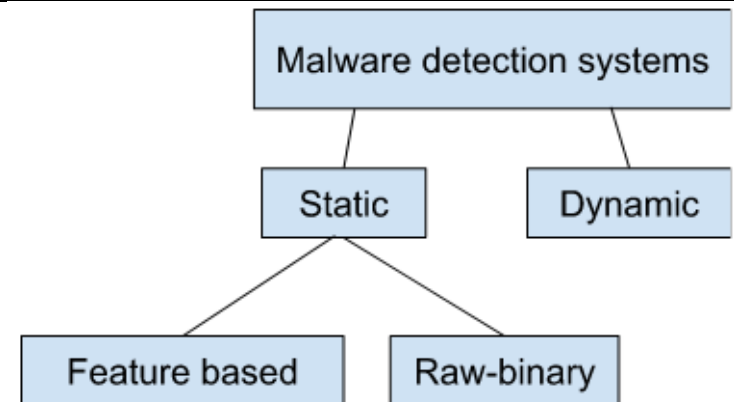 Malware detection systems
Static
Dynamic
Feature based
Raw-binary